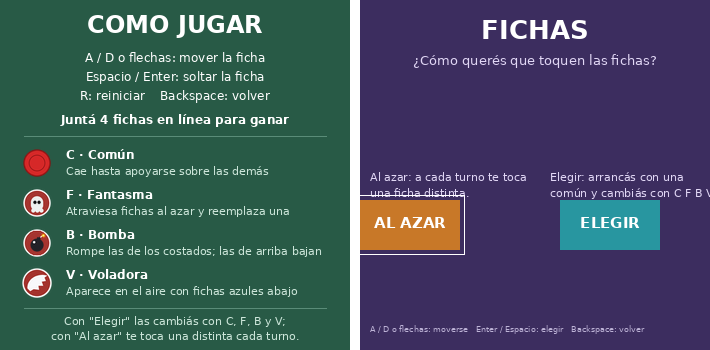 COMO JUGAR
A / D o flechas: mover la ficha
Espacio / Enter: soltar la ficha
R: reiniciar    Backspace: volver
Juntá 4 fichas en línea para ganar
C · Común
Cae hasta apoyarse sobre las demás
F · Fantasma
Atraviesa fichas al azar y reemplaza una
B · Bomba
Rompe las de los costados; las de arriba bajan
V · Voladora
Aparece en el aire con fichas azules abajo
Con "Elegir" las cambiás con C, F, B y V;
con "Al azar" te toca una distinta cada turno.
FICHAS
¿Cómo querés que toquen las fichas?
Al azar: a cada turno te toca
una ficha distinta.
AL AZAR
Elegir: arrancás con una
común y cambiás con C F B V
ELEGIR
A / D o flechas: moverse   Enter / Espacio: elegir   Backspace: volver